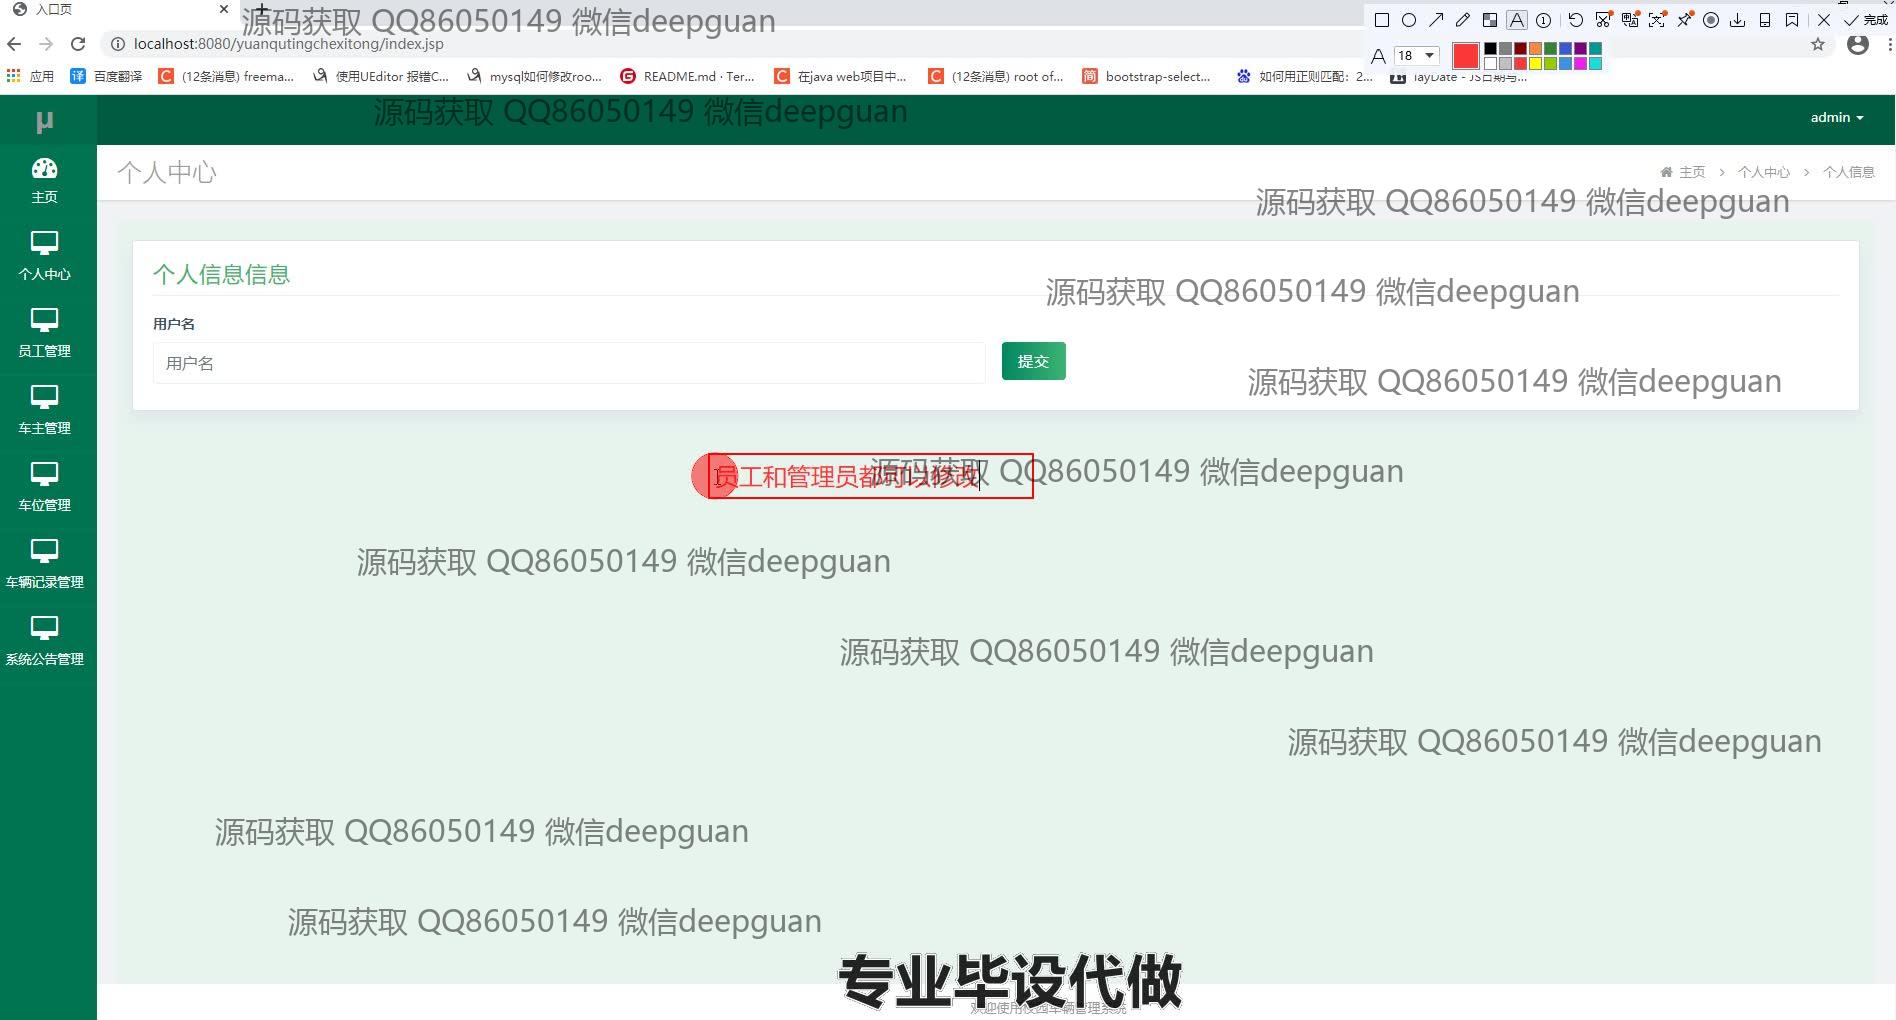 入口页
源码获取 QQ86050149 微信deepguan
完成
localhost:8080/yuanqutingchexitong/index.jsp
18
应用
百度翻译
(12条消息) freema...
使用UEditor 报错C...
mysql如何修改roo...
README.md · Ter...
在java web项目中...
(12条消息) root of...
bootstrap-select...
如何用正则匹配：2...
layDate - JS日期与...
μ
源码获取 QQ86050149 微信deepguan
admin
主页
个人中心
员工管理
车主管理
车位管理
车辆记录管理
系统公告管理
个人中心
主页 > 个人中心 > 个人信息
源码获取 QQ86050149 微信deepguan
个人信息信息
源码获取 QQ86050149 微信deepguan
用户名
用户名
提交
源码获取 QQ86050149 微信deepguan
员工和管理员都可以修改
源码获取 QQ86050149 微信deepguan
源码获取 QQ86050149 微信deepguan
源码获取 QQ86050149 微信deepguan
源码获取 QQ86050149 微信deepguan
源码获取 QQ86050149 微信deepguan
源码获取 QQ86050149 微信deepguan
专业毕设代做
欢迎使用校园车辆管理系统